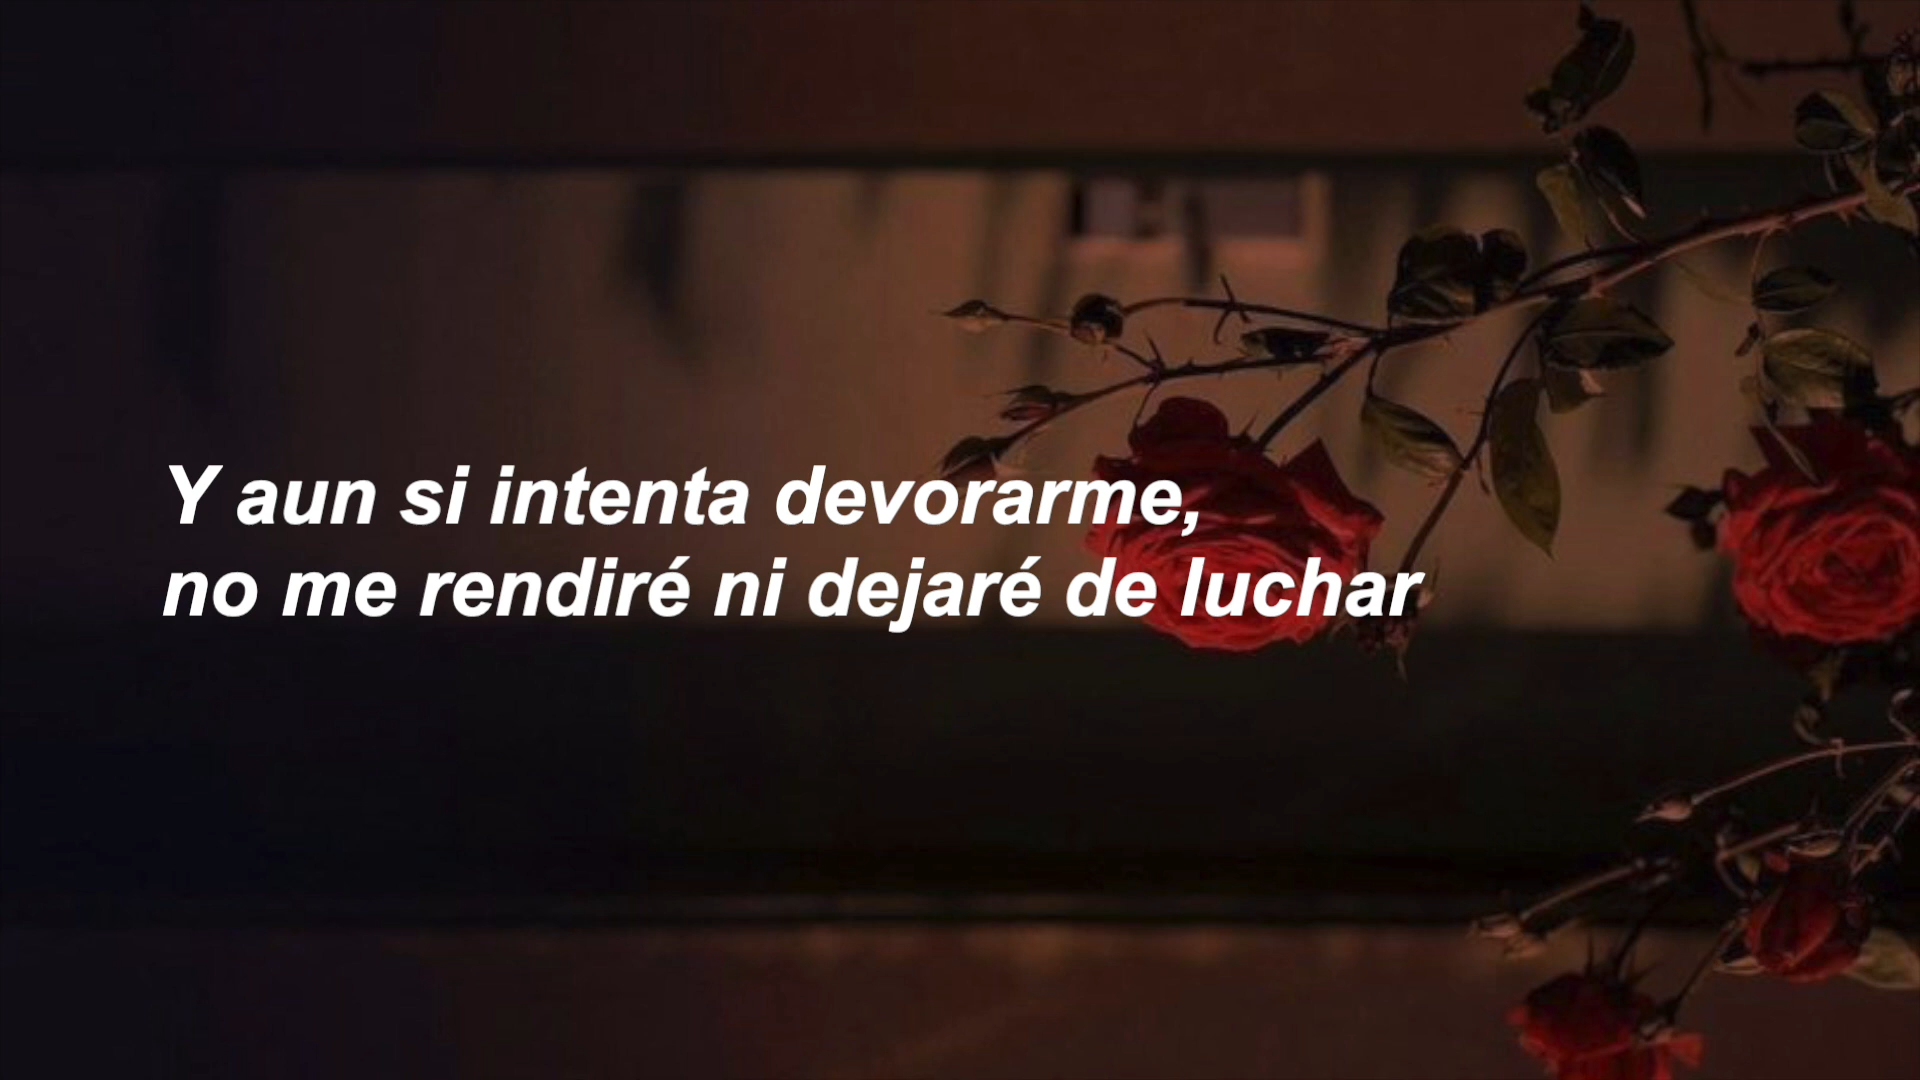 Y aun si intenta devorarme,
no me rendiré ni dejaré de luchar